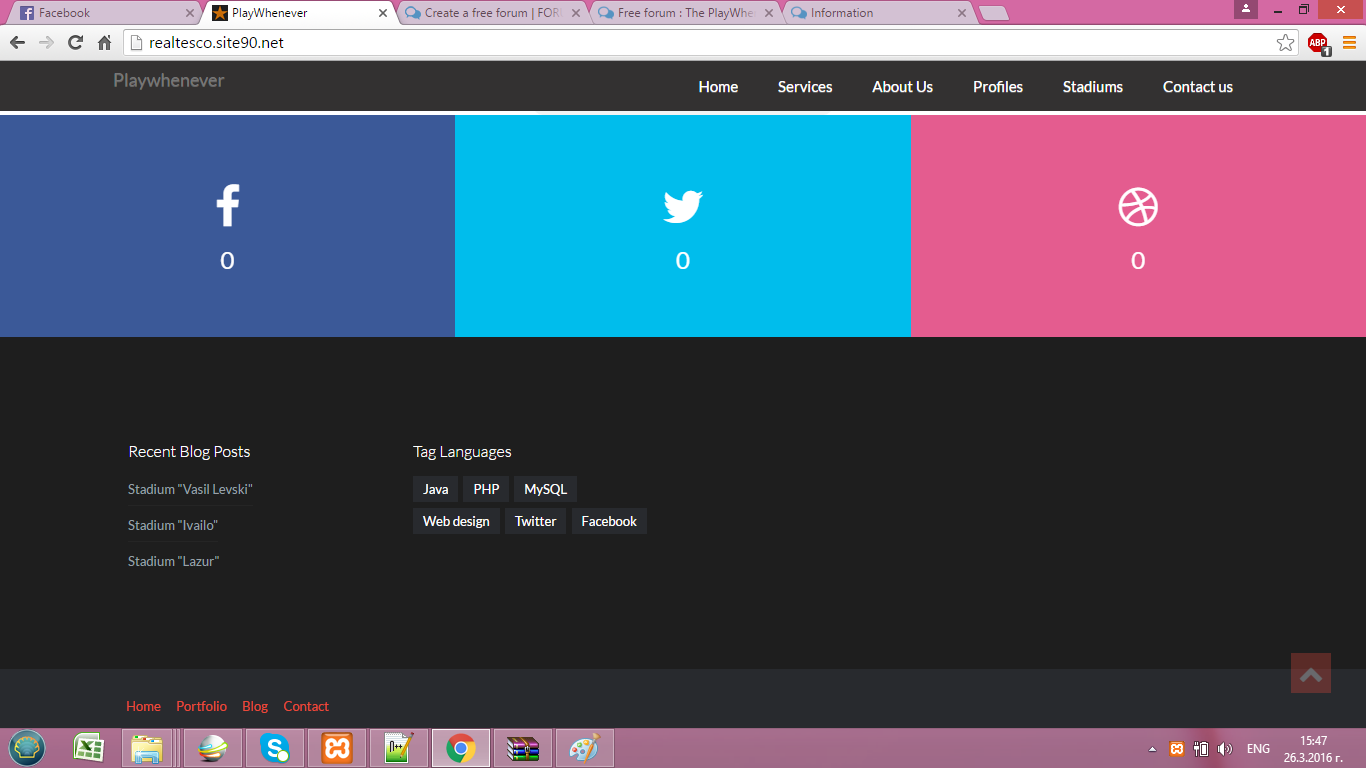 Facebook
PlayWhenever
Create a free forum | FOR
Free forum : The PlayWhe
Information
realtesco.site90.net
ABP
1
Playwhenever
Home
Services
About Us
Profiles
Stadiums
Contact us
0
0
0
Recent Blog Posts
Tag Languages
Stadium "Vasil Levski"
Java
PHP
MySQL
Web design
Twitter
Facebook
Stadium "Ivailo"
Stadium "Lazur"
Home
Portfolio
Blog
Contact
ЕНГ
15:47
26.3.2016 г.